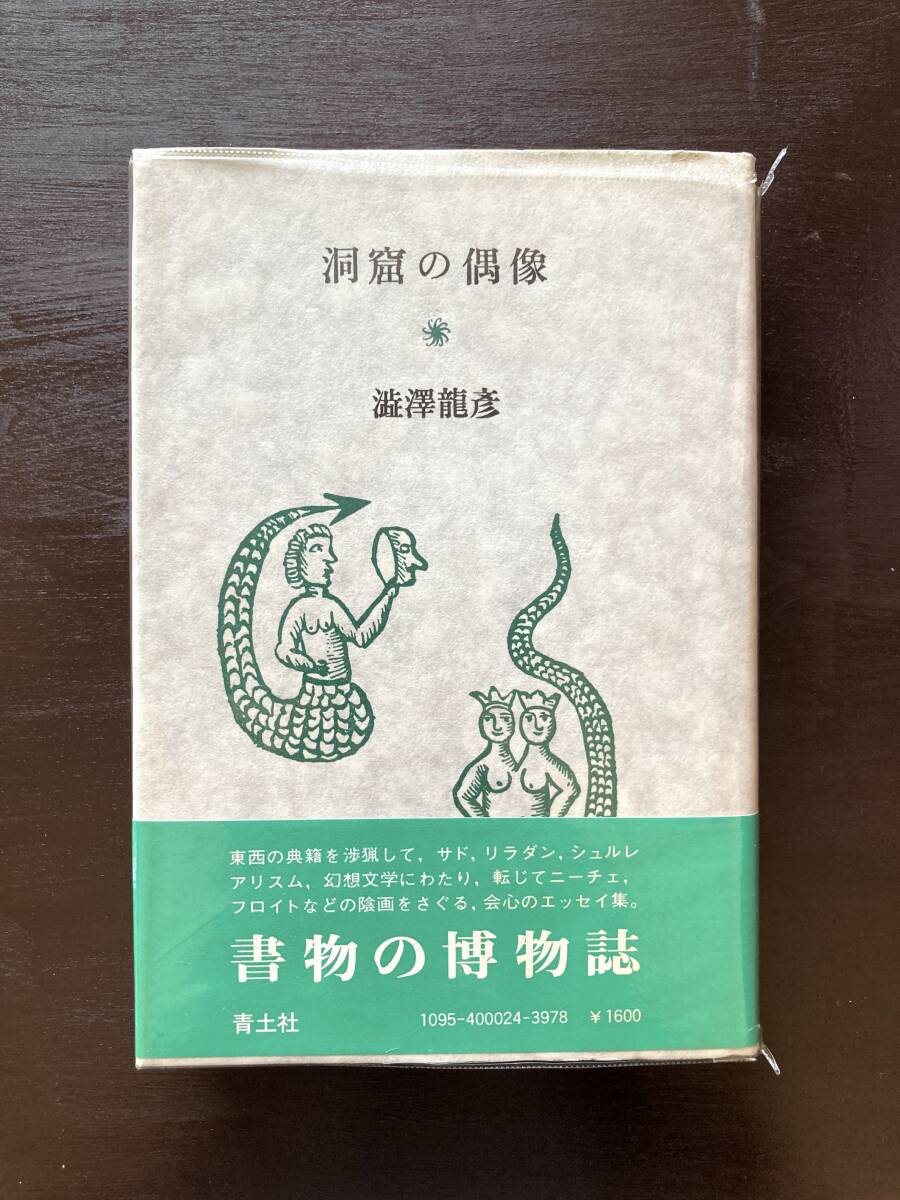 洞窟の偶像
澁澤龍彥
東西の典籍を渉猟して，サド，リラダン，シュルレ
アリスム，幻想文学にわたり，転じてニーチェ，
フロイトなどの陰画をさぐる，会心のエッセイ集。
書物の博物誌
青土社 1095-400024-3978 ￥1600